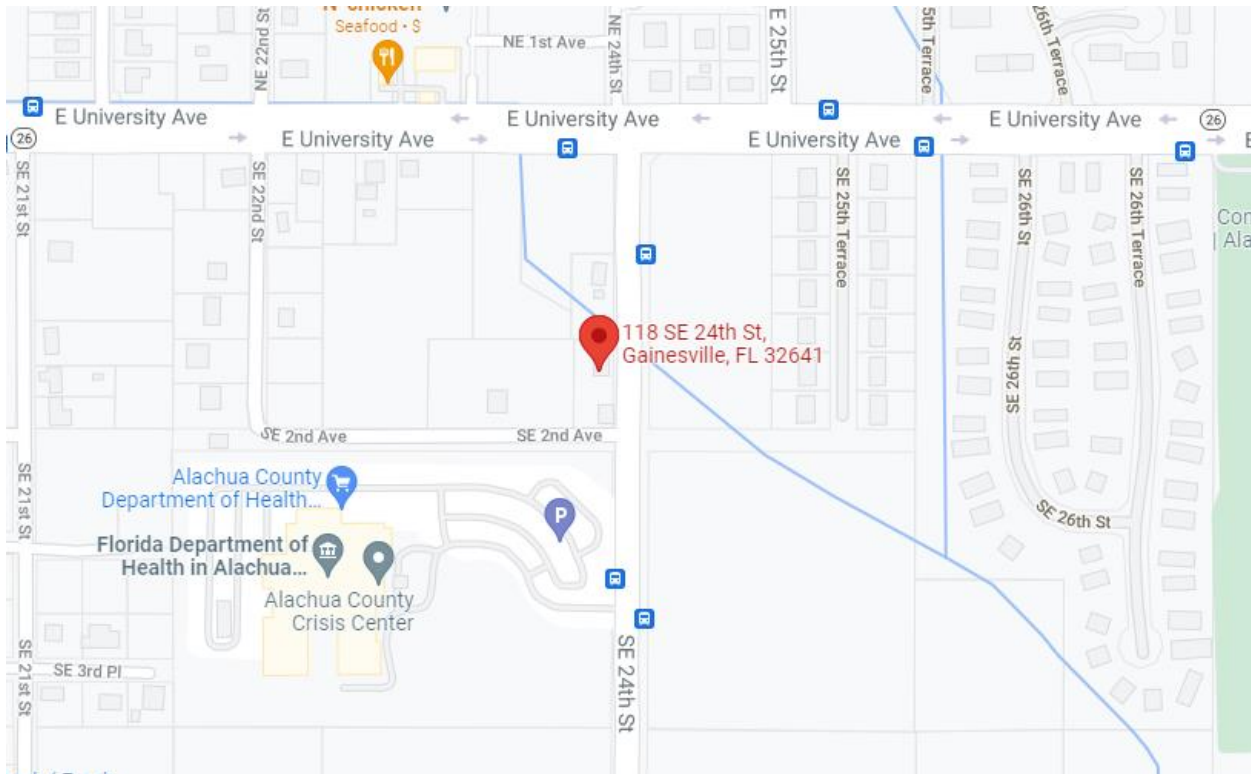 N' chicken
Seafood • $
NE 22nd St
NE 1st Ave
NE 24th St
E 25th St
5th Terrace
26th Terrace
E University Ave
E University Ave
E University Ave
26
26
E University Ave
E University Ave
E
SE 21st St
SE 22nd St
SE 25th Terrace
SE 26th St
SE 26th Terrace
118 SE 24th St,
Gainesville, FL 32641
SE 26th St
SE 2nd Ave
SE 2nd Ave
Alachua County
Department of Health...
SE 21st St
P
SE 26th St
Florida Department of
Health in Alachua...
Alachua County
Crisis Center
SE 3rd Pl
SE 21st St
SE 24th St